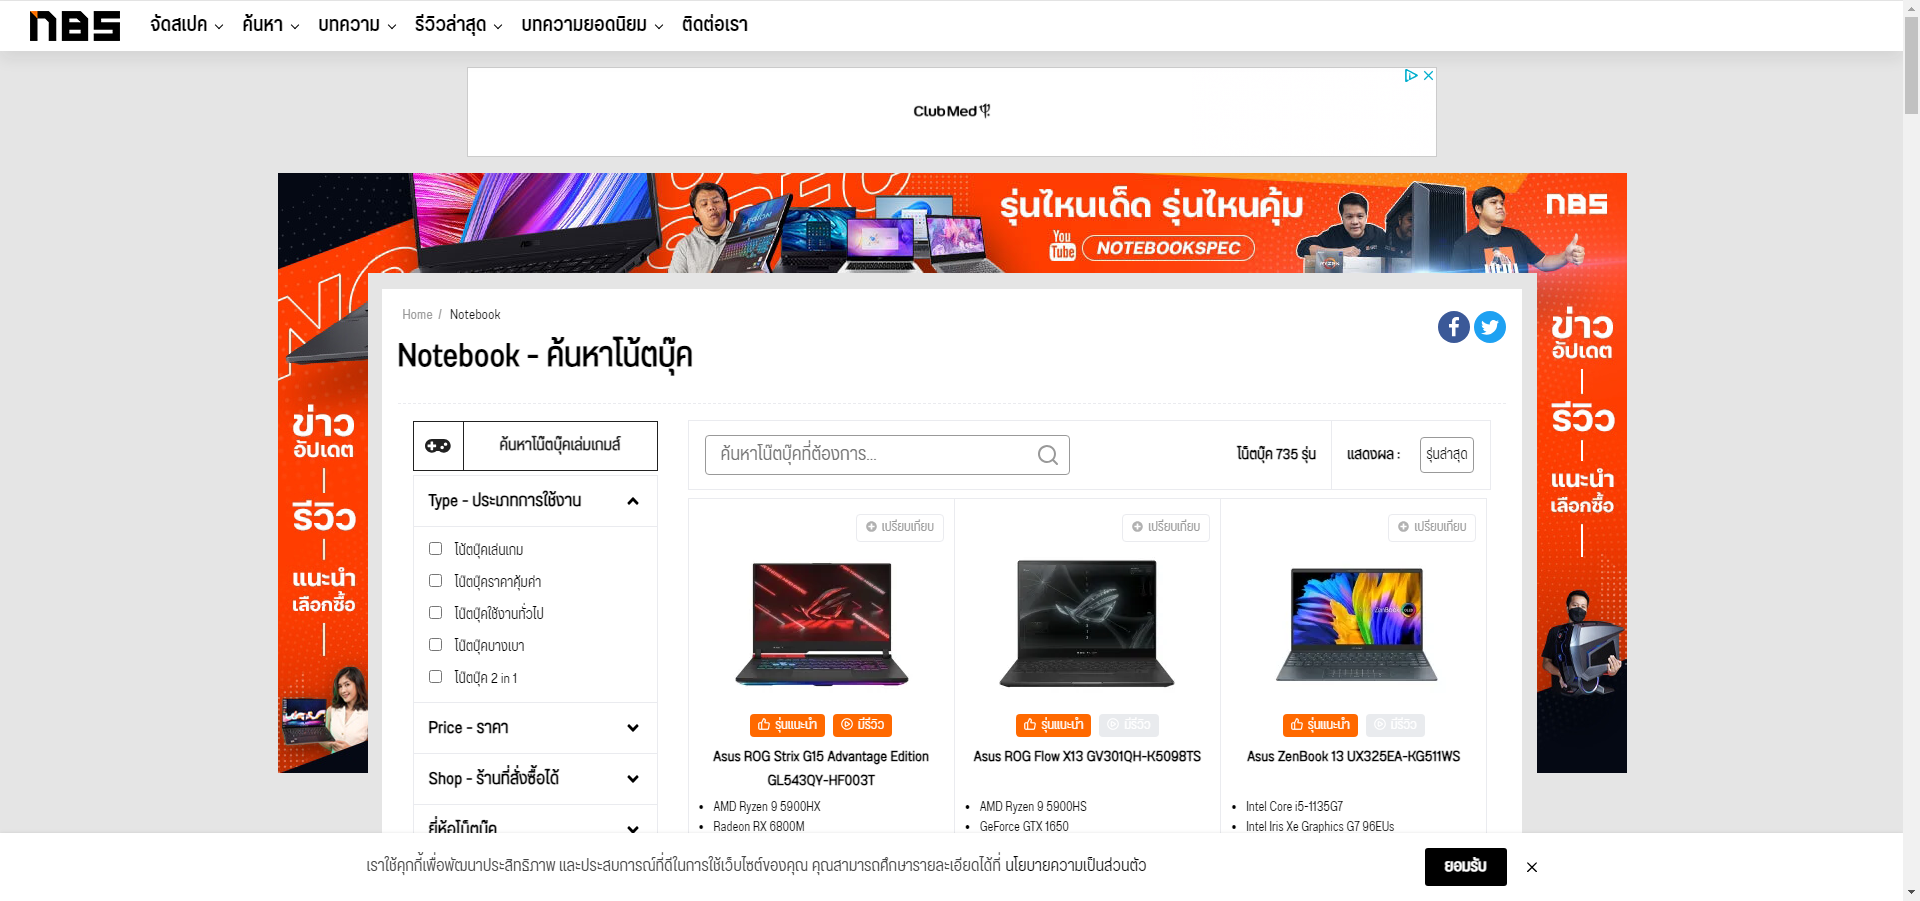 nBS
จัดสเปค
ค้นหา
บทความ
รีวิวล่าสุด
บทความยอดนิยม
ติดต่อเรา
ClubMed
รุ่นไหนเด็ด รุ่นไหนคุ้ม
You Tube NOTEBOOKSPEC
nBS
ข่าว
อัปเดต
รีวิว
แนะนำ
เลือกซื้อ
ข่าว
อัปเดต
รีวิว
แนะนำ
เลือกซื้อ
Home / Notebook
Notebook - ค้นหาโน้ตบุ๊ค
ค้นหาโน๊ตบุ๊คเล่มเกมส์
ค้นหาโน๊ตบุ๊คที่ต้องการ...
โน็ตบุ๊ค 735 รุ่น
แสดงผล :
รุ่นล่าสุด
Type - ประเภทการใช้งาน
โน้ตบุ๊คเล่นเกม
โน๊ตบุ๊คราคาคุ้มค่า
โน๊ตบุ๊คใช้งานทั่วไป
โน๊ตบุ๊คบางเบา
โน๊ตบุ๊ค 2 in 1
Price - ราคา
Shop - ร้านที่สั่งซื้อได้
ยี่ห้อโน็ตบุ๊ค
เปรียบเทียบ
เปรียบเทียบ
เปรียบเทียบ
รุ่นแนะนำ
มีรีวิว
รุ่นแนะนำ
มีรีวิว
รุ่นแนะนำ
มีรีวิว
Asus ROG Strix G15 Advantage Edition
GL543QY-HF003T
AMD Ryzen 9 5900HX
Radeon RX 6800M
Asus ROG Flow X13 GV301QH-K5098TS
AMD Ryzen 9 5900HS
GeForce GTX 1650
Asus ZenBook 13 UX325EA-KG511WS
Intel Core i5-1135G7
Intel Iris Xe Graphics G7 96EUs
เราใช้คุกกี้เพื่อพัฒนาประสิทธิภาพ และประสบการณ์ที่ดีในการใช้เว็บไซต์ของคุณ คุณสามารถศึกษารายละเอียดได้ที่ นโยบายความเป็นส่วนตัว
ยอมรับ